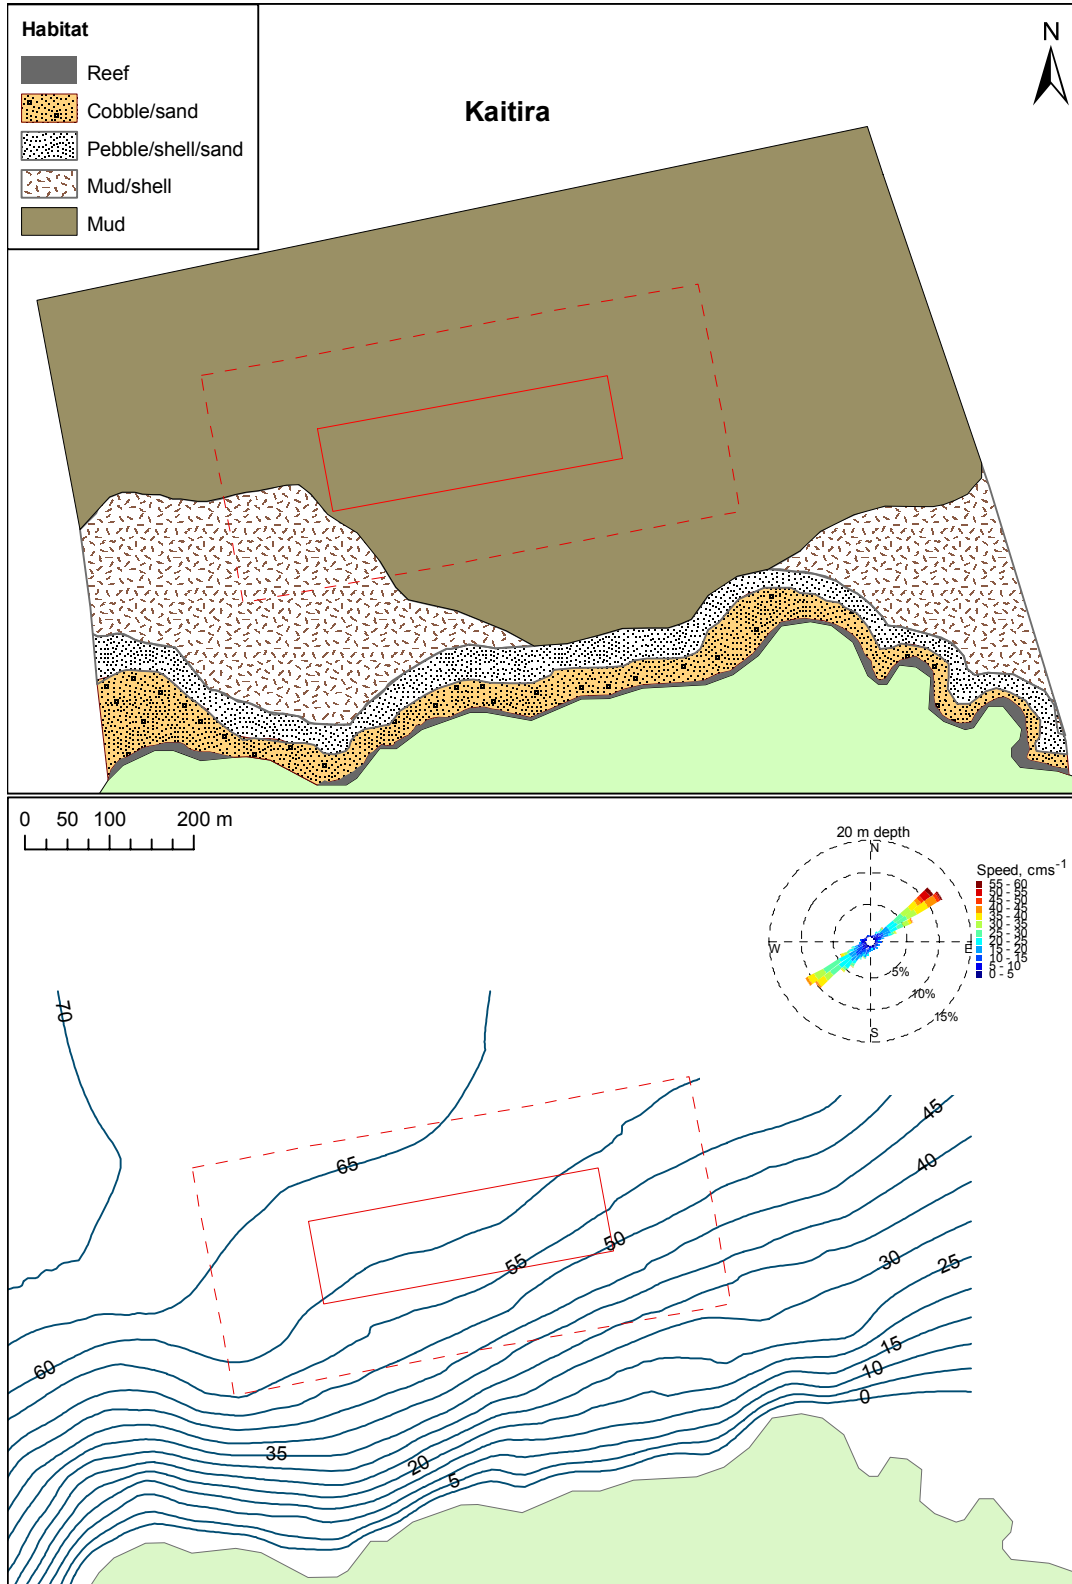 Habitat
Reef
Cobble/sand
Pebble/shell/sand
Mud/shell
Mud
Kaitira
N
0 50 100 200 m
20 m depth
N
W
E
S
5%
10%
15%
Speed, cms-1
55 - 60
50 - 55
45 - 50
40 - 45
35 - 40
30 - 35
25 - 30
20 - 25
15 - 20
10 - 15
5 - 10
0 - 5
70
65
60
55
50
45
40
35
30
25
20
15
10
5
0